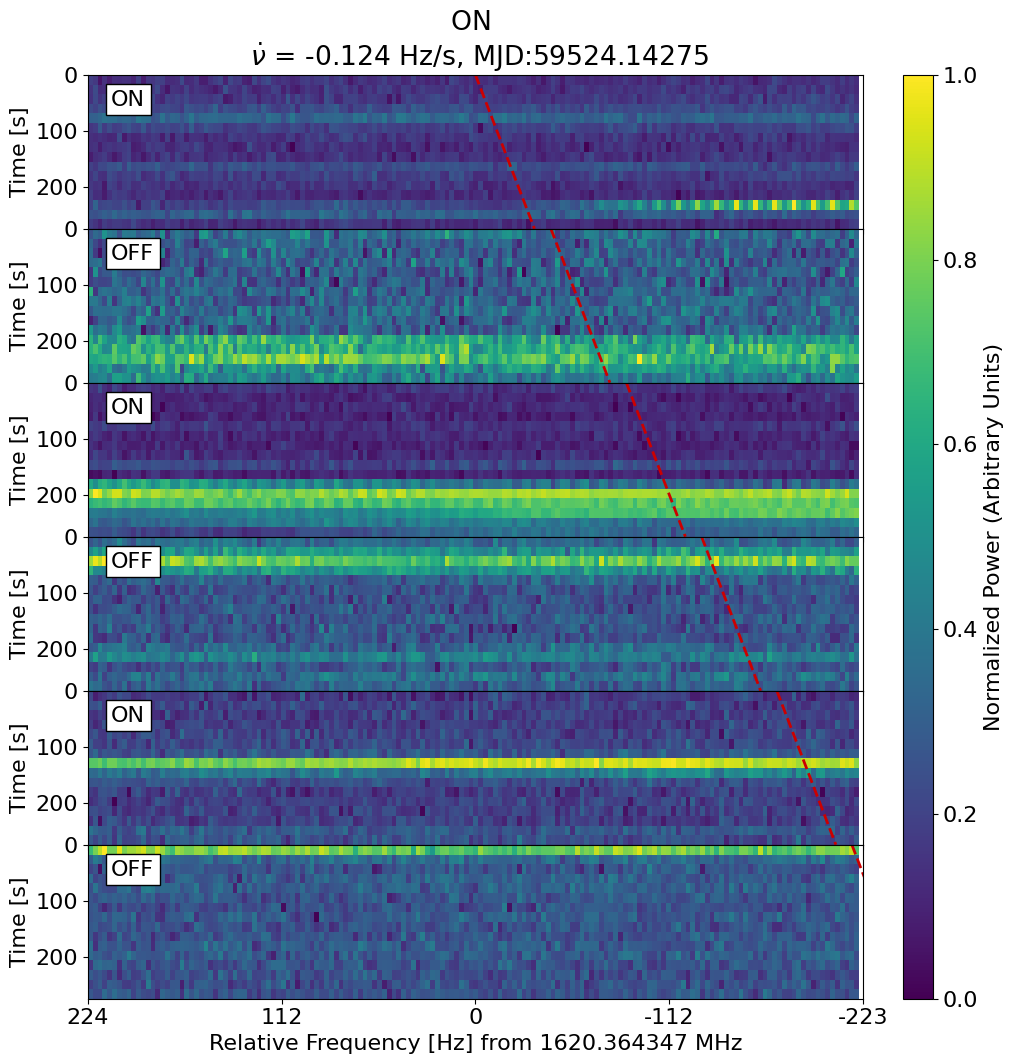 ON
ν̇ = -0.124 Hz/s, MJD:59524.14275
0
ON
100
Time [s]
200
0
OFF
100
Time [s]
200
0
ON
100
Time [s]
200
0
OFF
100
Time [s]
200
0
ON
100
Time [s]
200
0
OFF
100
Time [s]
200
224 112 0 -112 -223
Relative Frequency [Hz] from 1620.364347 MHz
1.0
0.8
0.6
0.4
0.2
0.0
Normalized Power (Arbitrary Units)